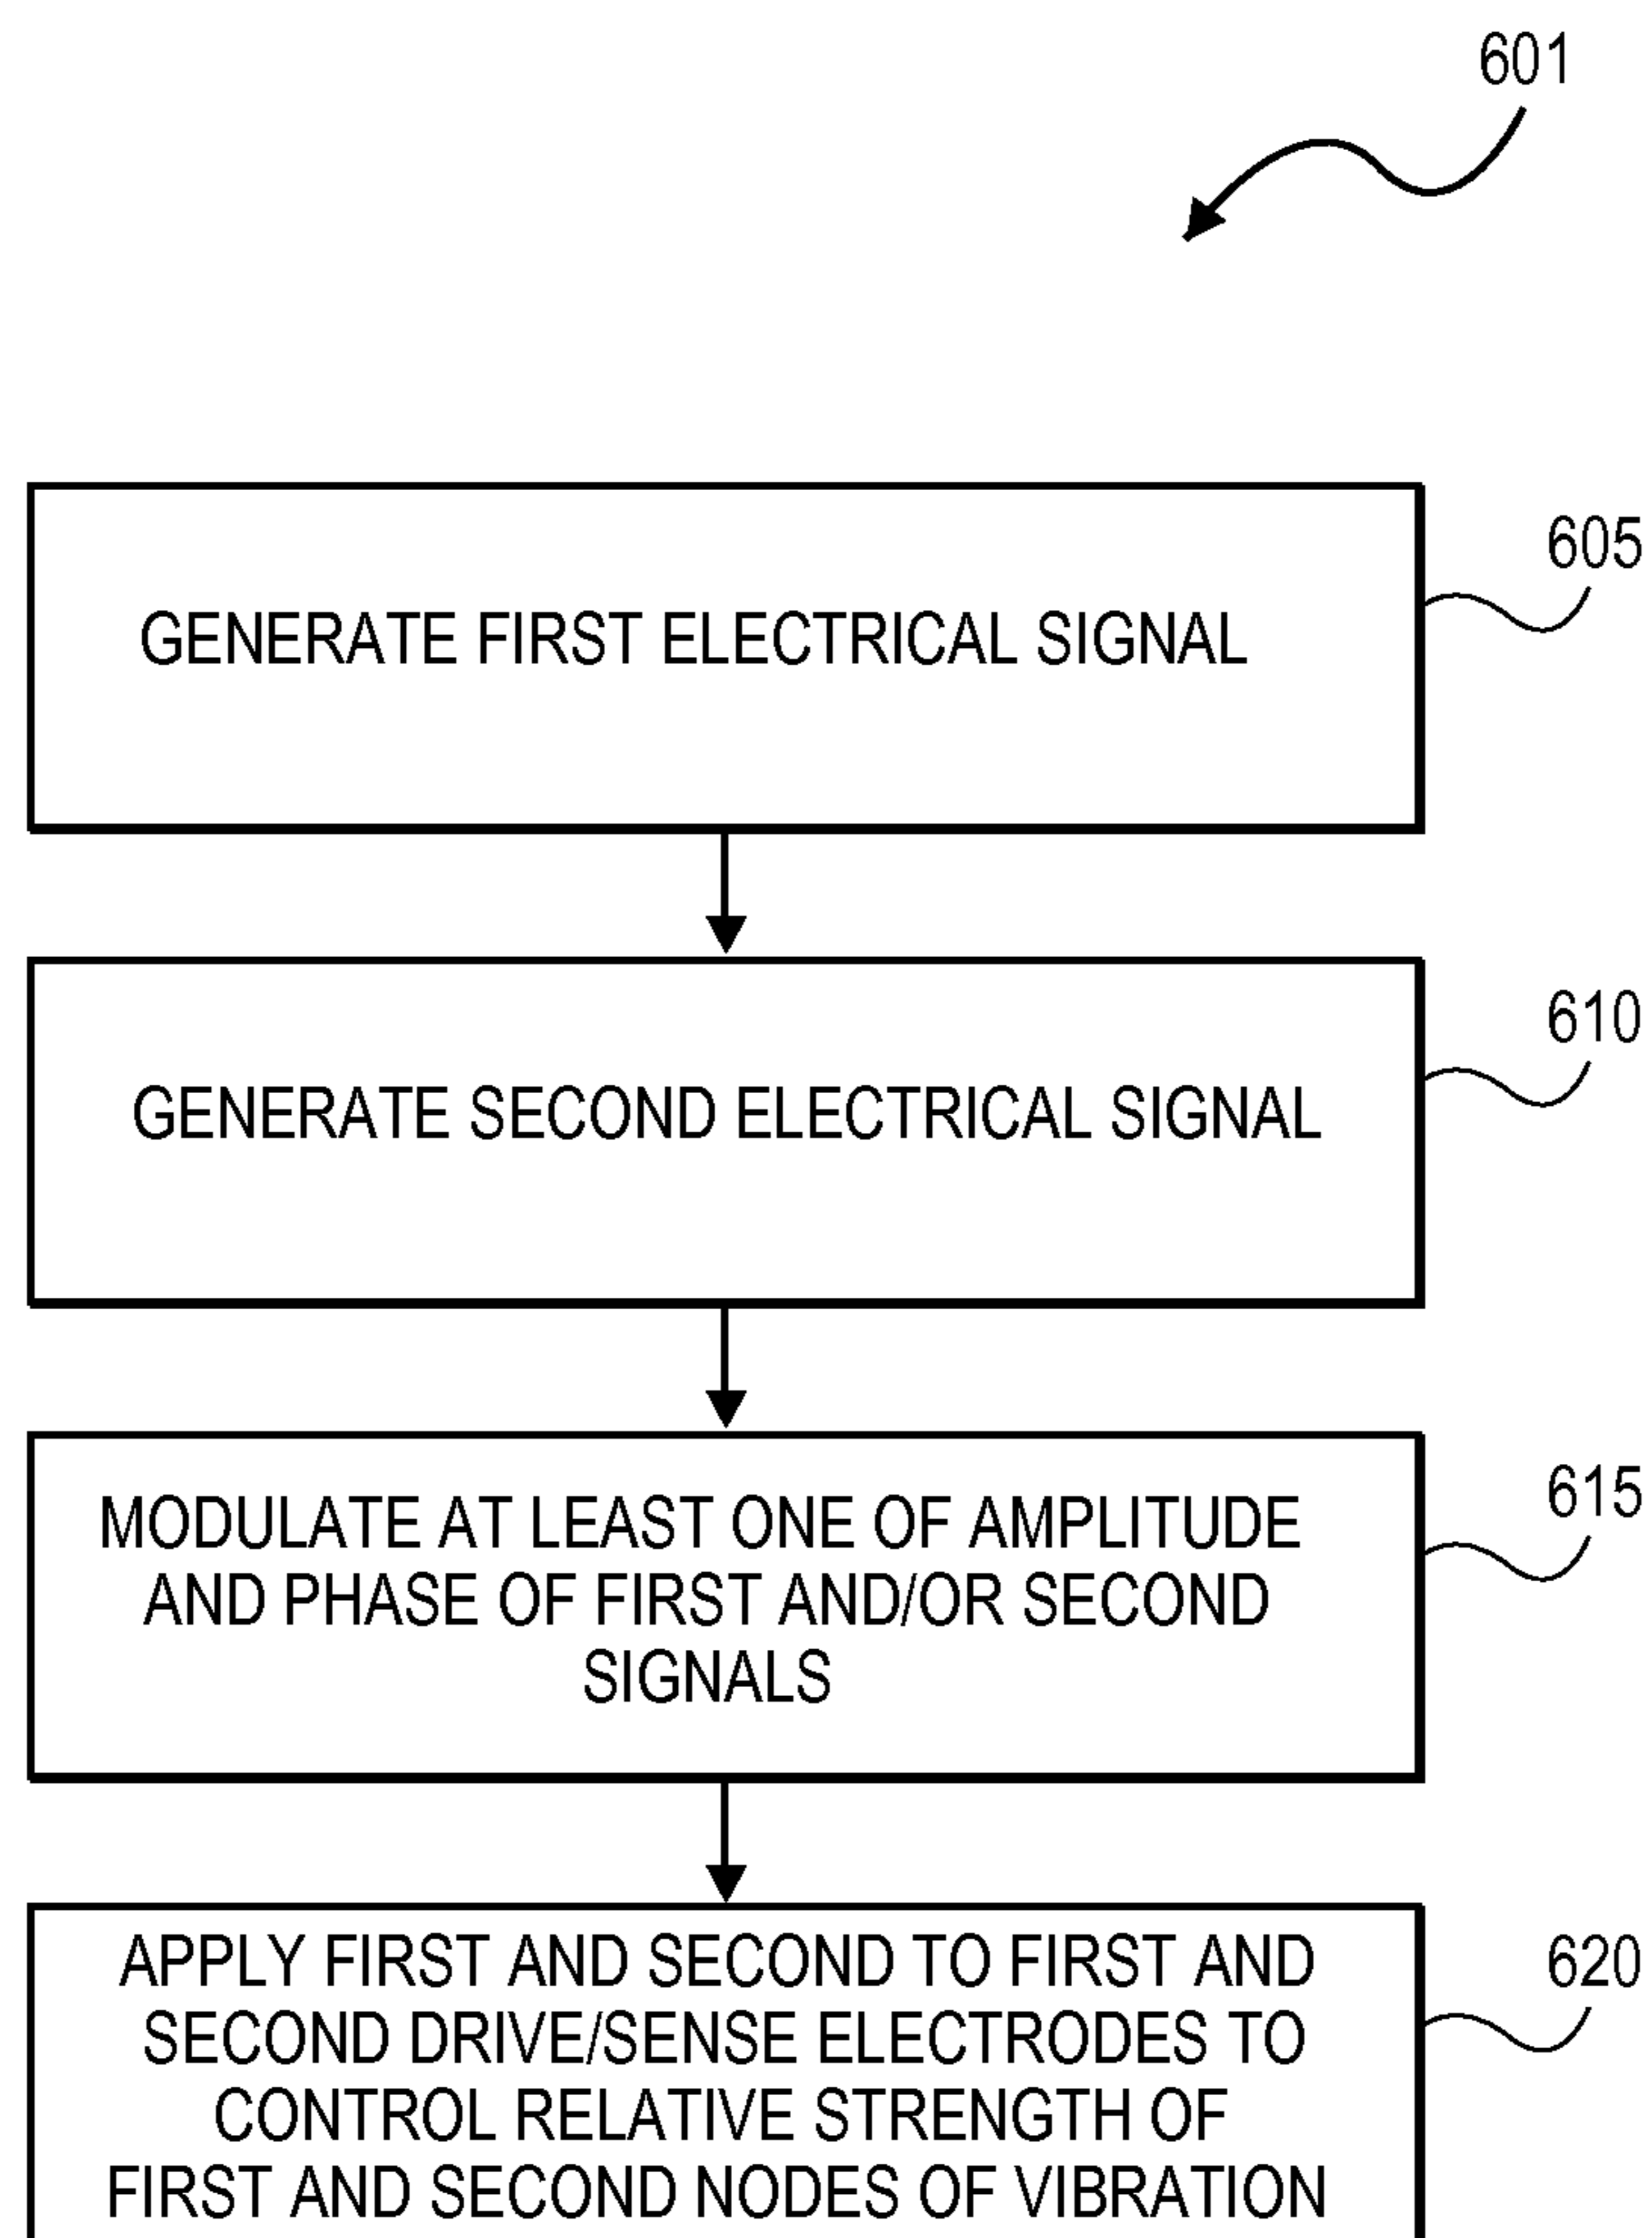 601
605
GENERATE FIRST ELECTRICAL SIGNAL
610
GENERATE SECOND ELECTRICAL SIGNAL
615
MODULATE AT LEAST ONE OF AMPLITUDE
AND PHASE OF FIRST AND/OR SECOND
SIGNALS
620
APPLY FIRST AND SECOND TO FIRST AND
SECOND DRIVE/SENSE ELECTRODES TO
CONTROL RELATIVE STRENGTH OF
FIRST AND SECOND NODES OF VIBRATION